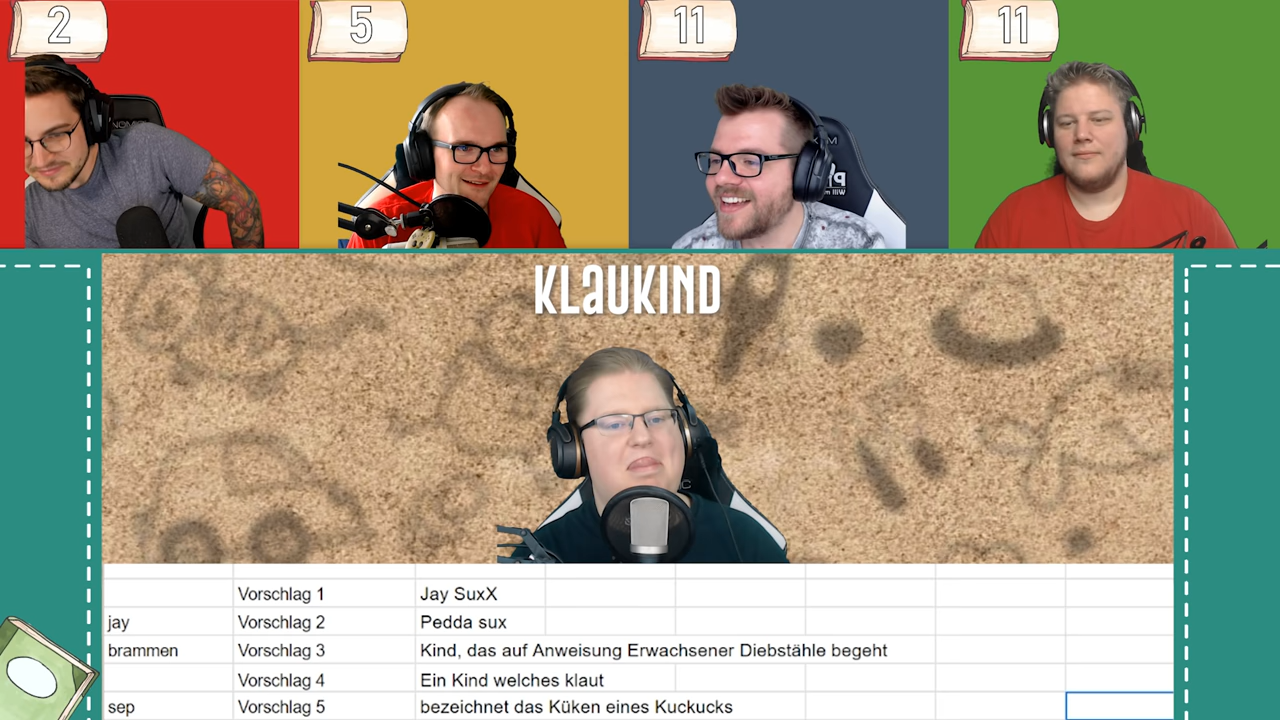 2
5
11
11
KLAUKIND
Vorschlag 1 Jay SuxX
jay Vorschlag 2 Pedda sux
brammen Vorschlag 3 Kind, das auf Anweisung Erwachsener Diebstähle begeht
Vorschlag 4 Ein Kind welches klaut
sep Vorschlag 5 bezeichnet das Küken eines Kuckucks